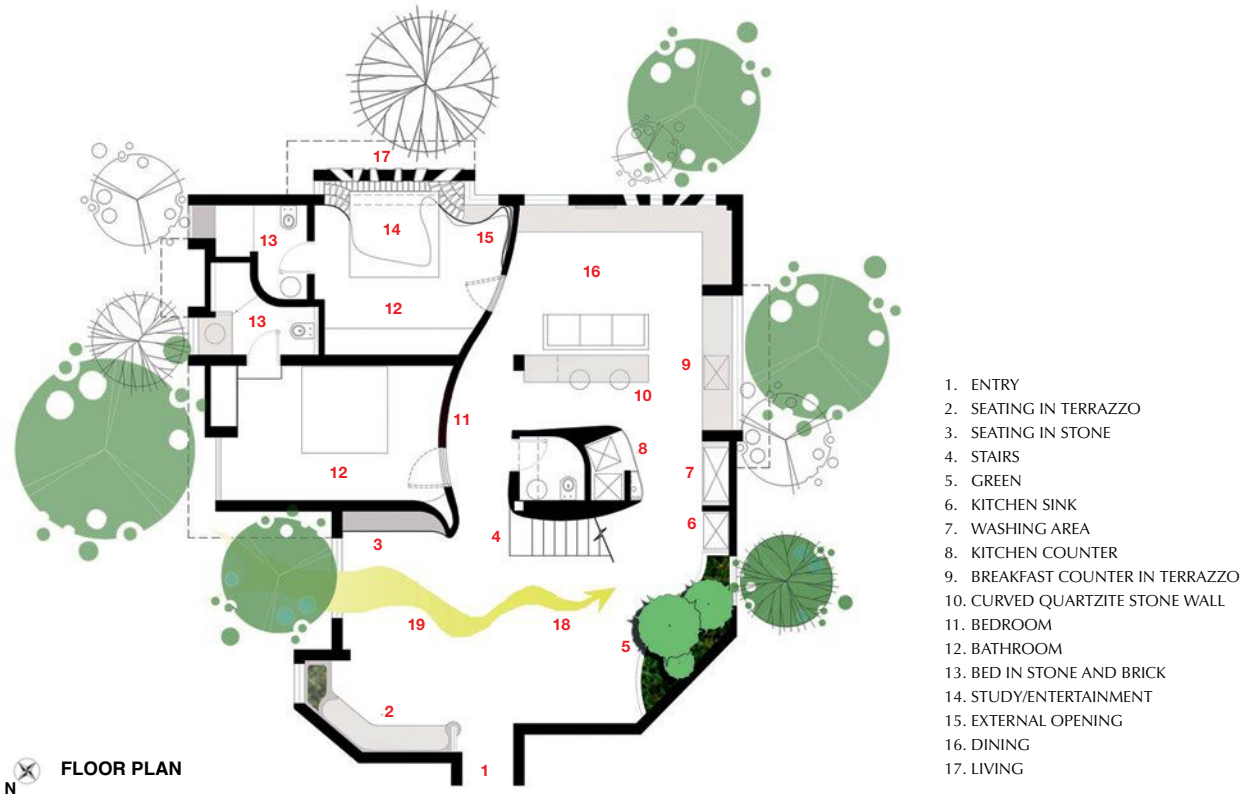 17
14
15
13
16
12
13
9
10
11
8
12
7
6
4
3
19
18
5
2
1
N
FLOOR PLAN
1. ENTRY
2. SEATING IN TERRAZZO
3. SEATING IN STONE
4. STAIRS
5. GREEN
6. KITCHEN SINK
7. WASHING AREA
8. KITCHEN COUNTER
9. BREAKFAST COUNTER IN TERRAZZO
10. CURVED QUARTZITE STONE WALL
11. BEDROOM
12. BATHROOM
13. BED IN STONE AND BRICK
14. STUDY/ENTERTAINMENT
15. EXTERNAL OPENING
16. DINING
17. LIVING